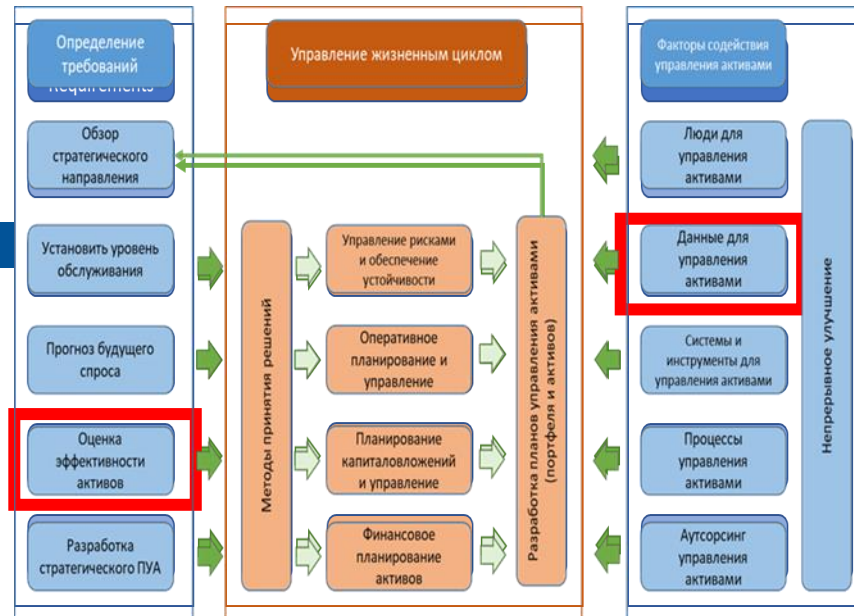 Определение
требований
Requirements
Обзор
стратегического
направления
Установить уровень
обслуживания
Прогноз будущего
спроса
Оценка
эффективности
активов
Разработка
стратегического ПУА
Управление жизненным циклом
Методы принятия решений
Управление рисками
и обеспечение
устойчивости
Оперативное
планирование и
управление
Планирование
капиталовложений
и управление
Финансовое
планирование
активов
Разработка планов управления активами
(портфеля и активов)
Факторы содействия
управления активами
Люди для
управления
активами
Данные для
управления
активами
Системы и
инструменты для
управления активами
Процессы
управления
активами
Аутсорсинг
управления
активами
Непрерывное улучшение